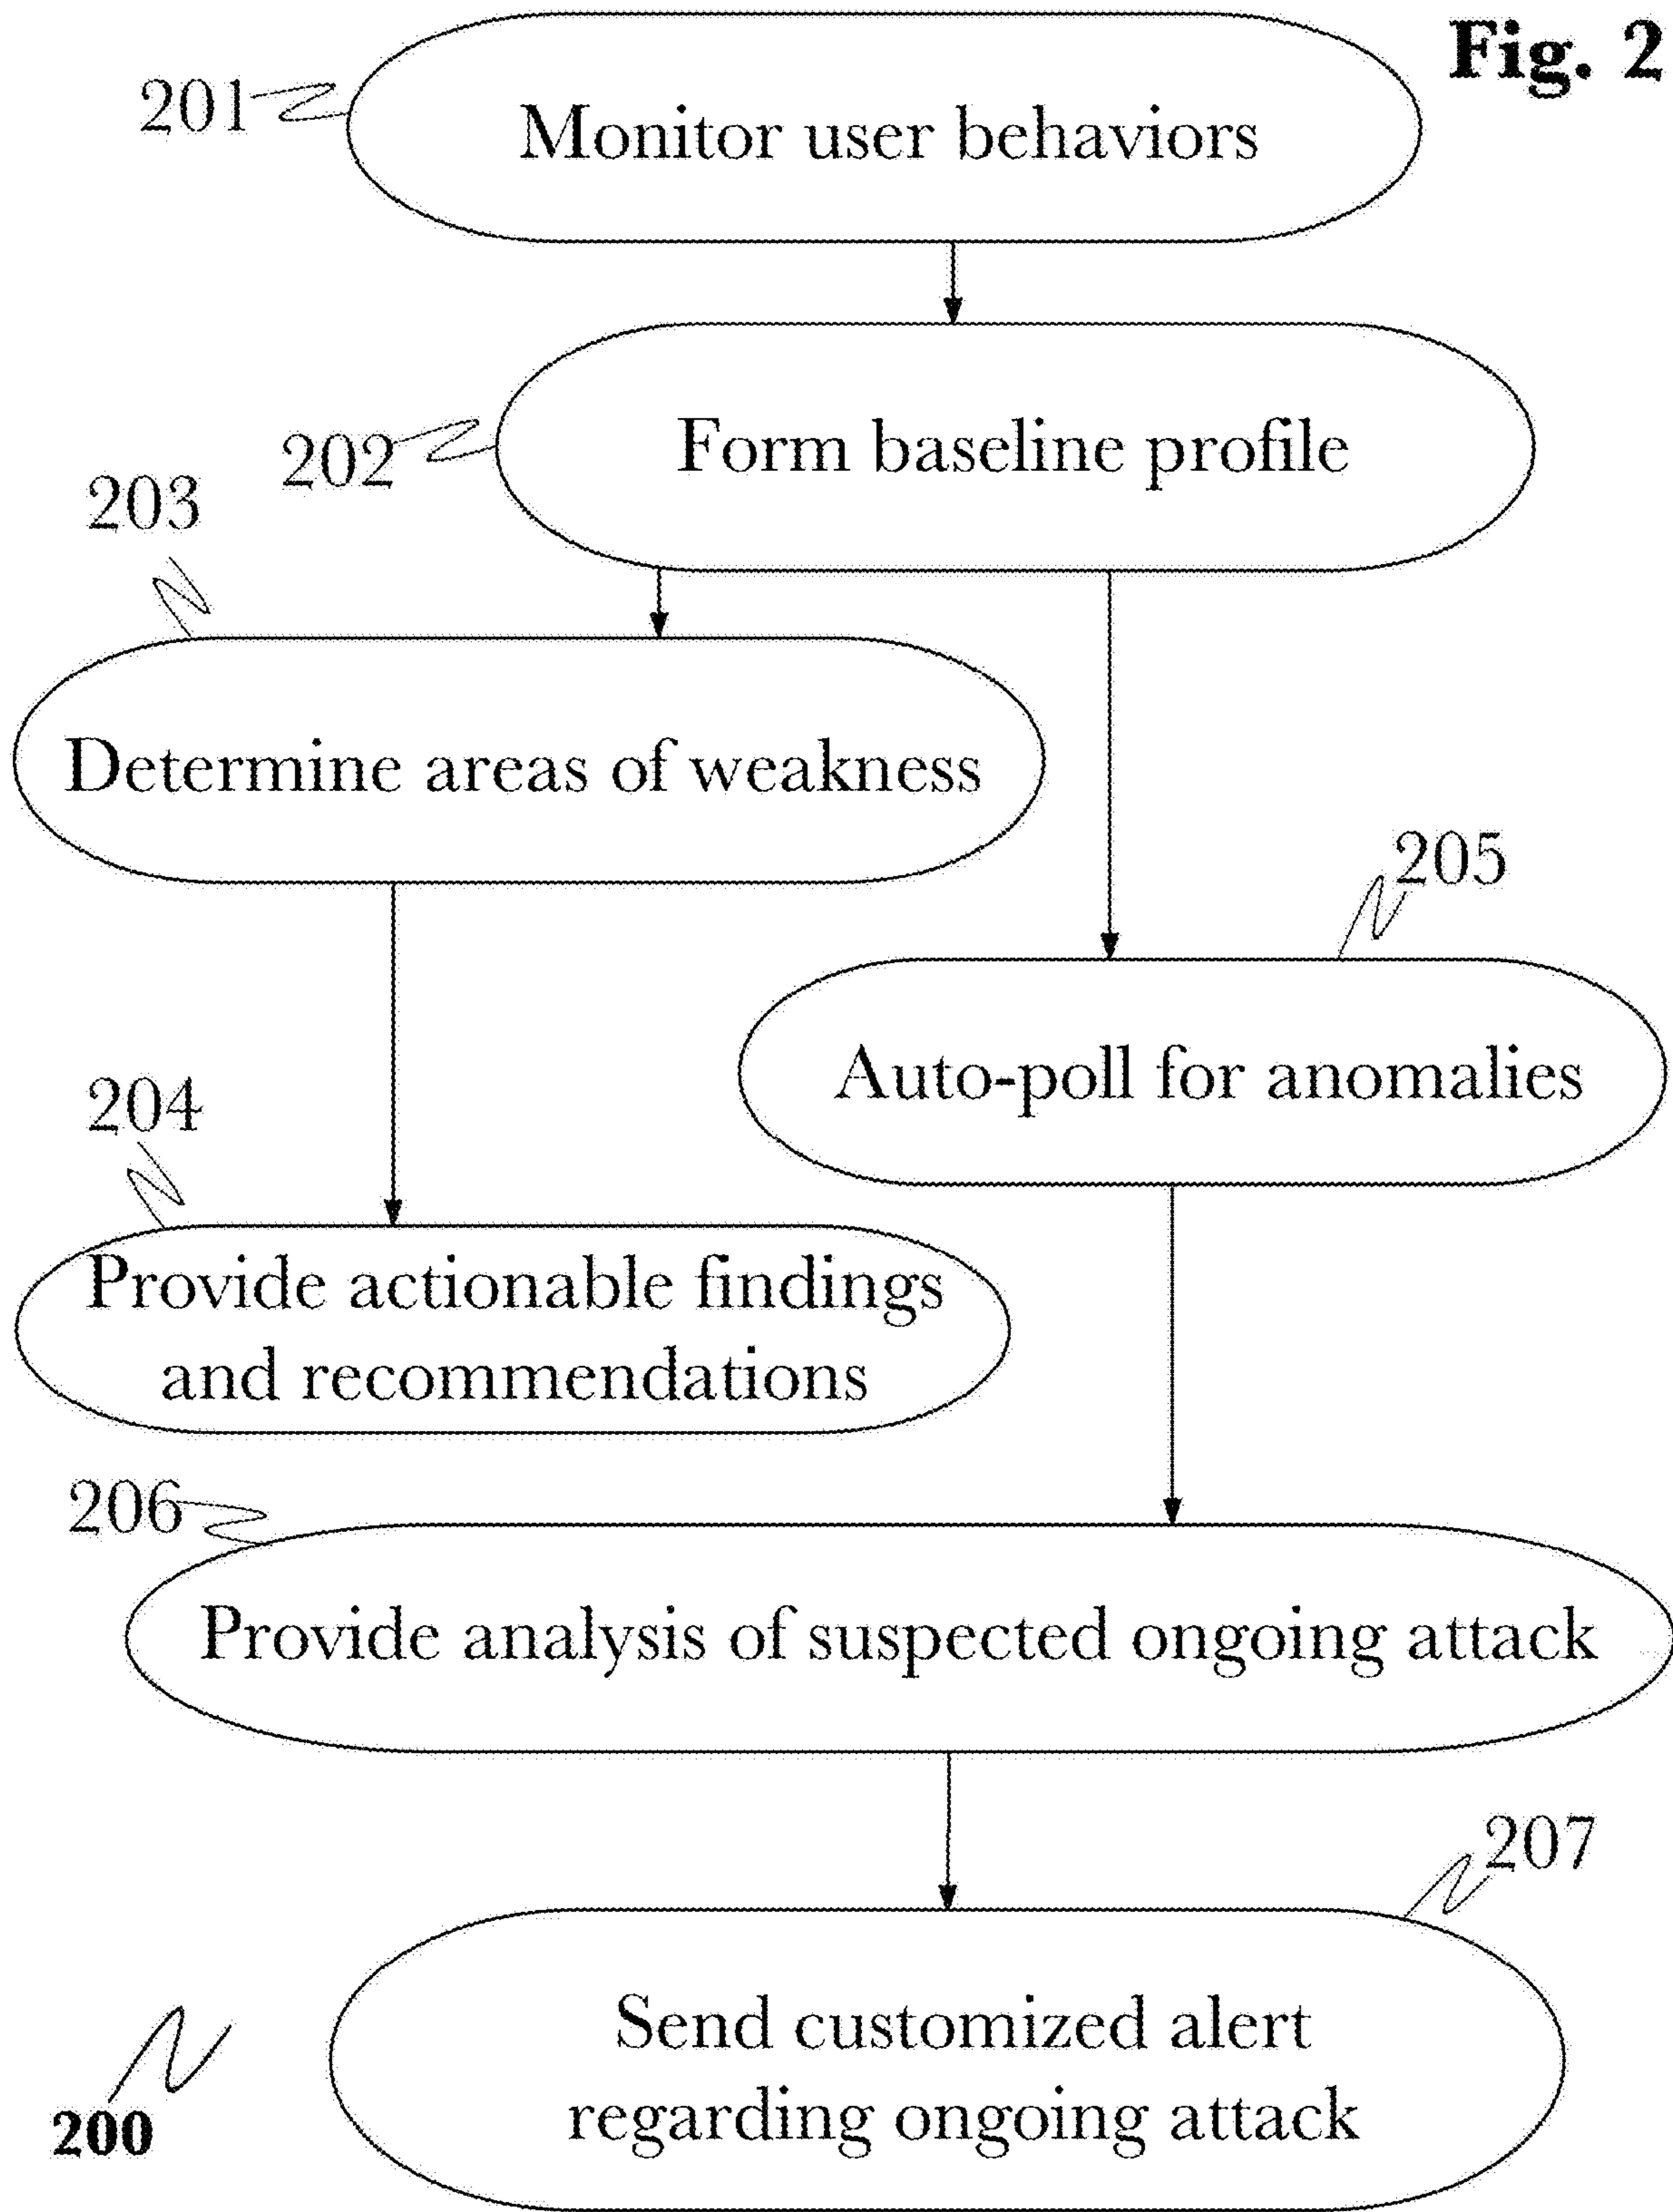 Fig. 2
201
Monitor user behaviors
202
Form baseline profile
203
Determine areas of weakness
205
Auto-poll for anomalies
204
Provide actionable findings
and recommendations
206
Provide analysis of suspected ongoing attack
207
Send customized alert
regarding ongoing attack
200